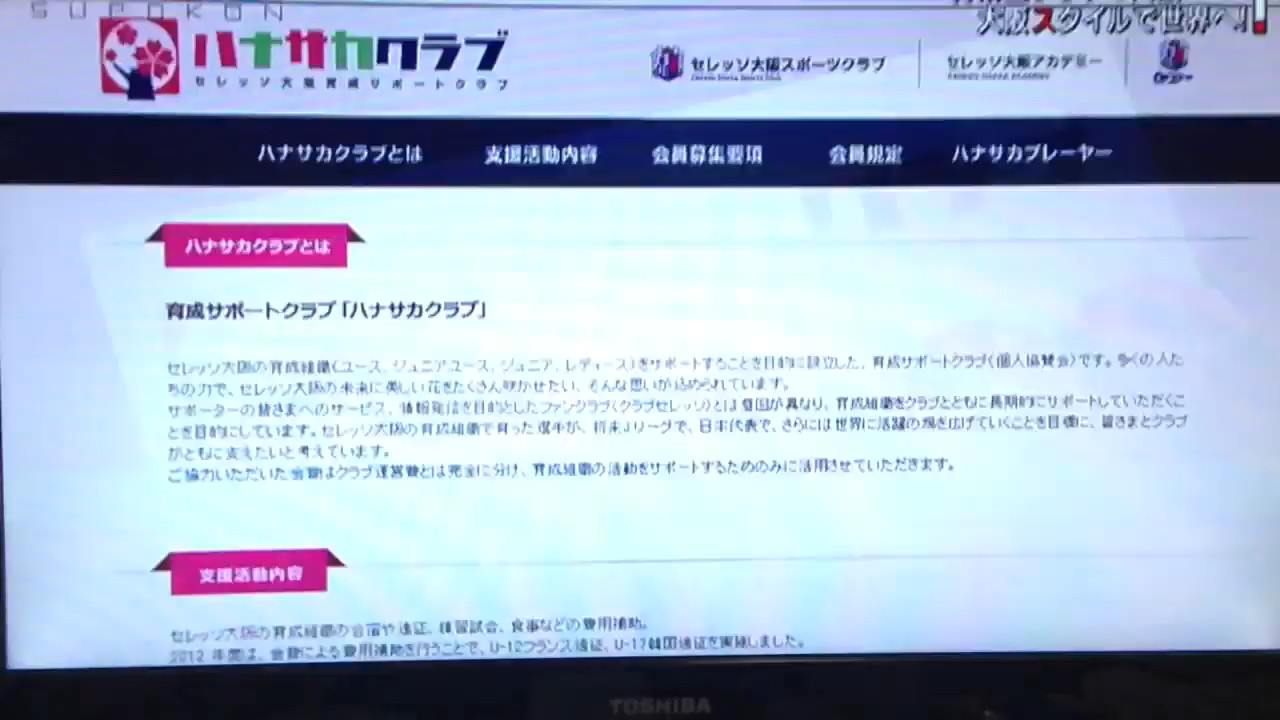 SUPOKON
大阪スタイルで世界へ!
ハナサカクラブ
セレッソ大阪育成サポートクラブ
セレッソ大阪スポーツクラブ
セレッソ大阪アカデミー
ハナサカクラブとは
支援活動内容
会員募集要項
会員規定
ハナサカプレーヤー
ハナサカクラブとは
育成サポートクラブ「ハナサカクラブ」
セレッソ大阪の育成組織(ユース、ジュニアユース、ジュニア、レディース)をサポートすることを目的に設立した、育成サポートクラブ(個人協賛会)です。多くの人た
ちの力で、セレッソ大阪の未来に美しい花をたくさん咲かせたい、そんな思いが込められています。
サポーターの皆さまへのサービス、情報発信を目的としたファンクラブ(クラブセレッソ)とは意図が異なり、育成組織をクラブとともに長期的にサポートしていただくこ
とを目的にしています。セレッソ大阪の育成組織で育った選手が、将来Jリーグで、日本代表で、さらには世界に活躍の場を広げていくことを目標に、皆さまとクラブ
がともに支えたいと考えています。
ご協力いただいた会費はクラブ運営費とは完全に分け、育成組織の活動をサポートするためのみに活用させていただきます。
支援活動内容
セレッソ大阪の育成組織の合宿や遠征、練習試合、食事などの費用補助。
2012 年度は、会費による費用補助を行うことで、U-12フランス遠征、U-17韓国遠征を実施しました。
TOSHIBA